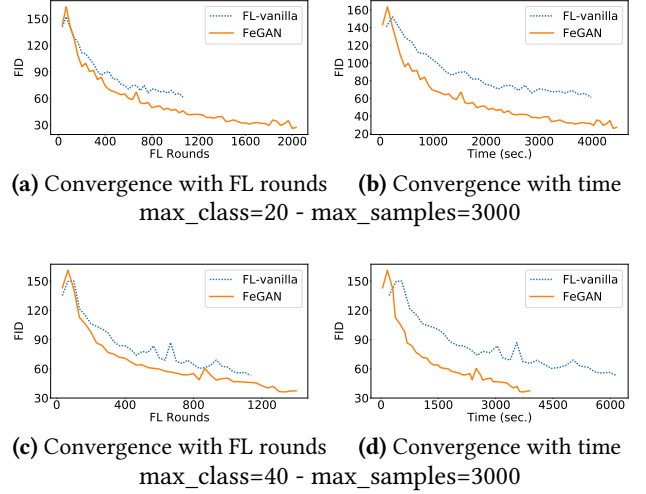 150
120
90
60
30
FID
FL-vanilla
FeGAN
0 400 800 1200 1600 2000
FL Rounds
160
140
120
100
80
60
40
20
FID
FL-vanilla
FeGAN
0 1000 2000 3000 4000
Time (sec.)
(a) Convergence with FL rounds (b) Convergence with time
max_class=20 - max_samples=3000
150
120
90
60
30
FID
FL-vanilla
FeGAN
0 400 800 1200
FL Rounds
150
120
90
60
30
FID
FL-vanilla
FeGAN
0 1500 3000 4500 6000
Time (sec.)
(c) Convergence with FL rounds (d) Convergence with time
max_class=40 - max_samples=3000